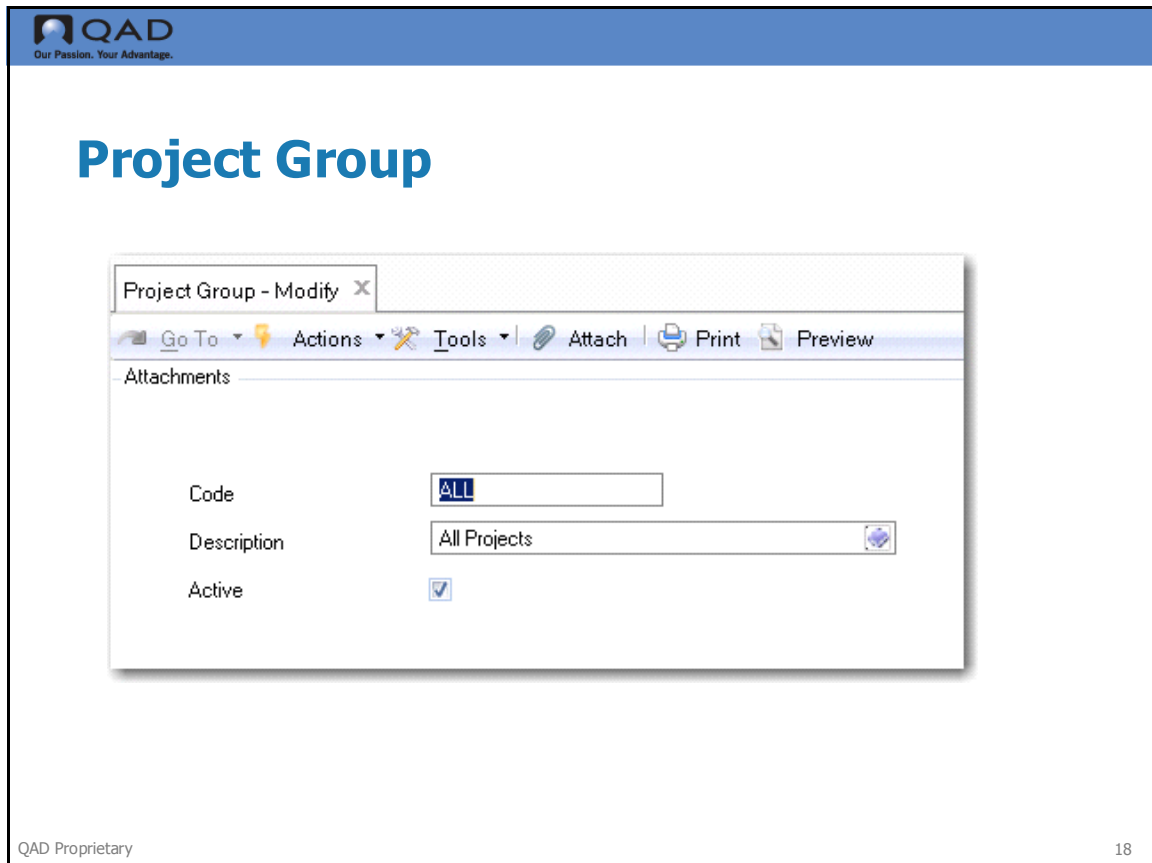 QAD
Our Passion. Your Advantage.
Project Group
Project Group - Modify
Go To Actions Tools Attach Print Preview
Attachments
Code ALL
Description All Projects
Active
QAD Proprietary 18